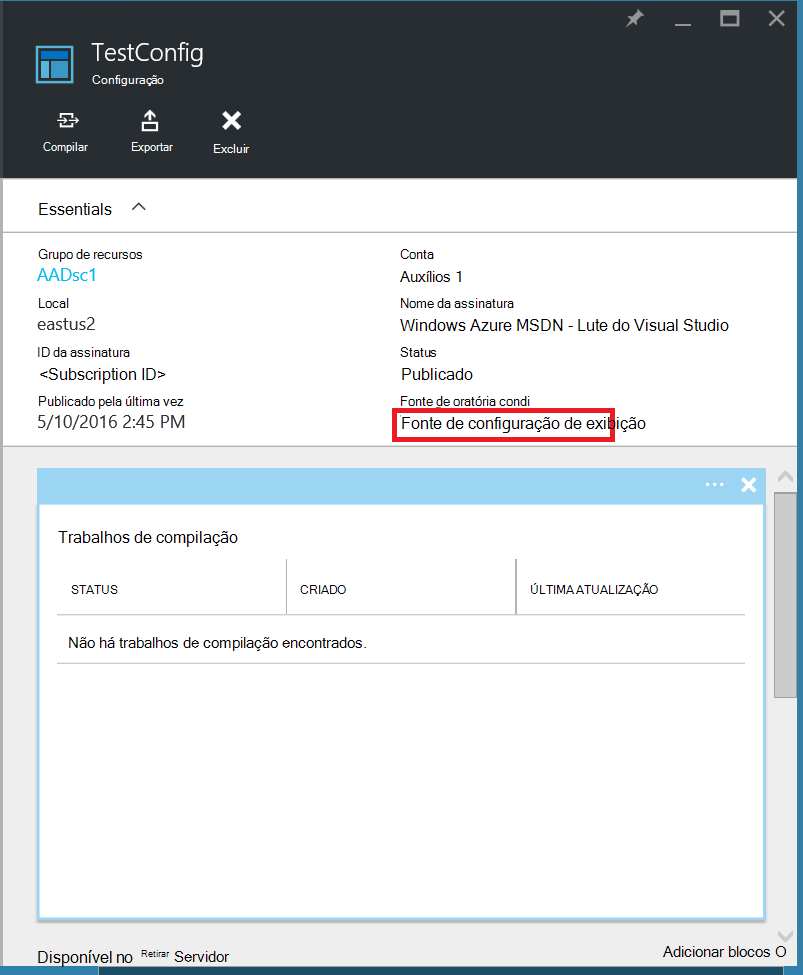 TestConfig
Configuração
Compilar
Exportar
Excluir
Essentials
Grupo de recursos
AADsc1
Conta
Auxílios 1
Local
eastus2
Nome da assinatura
Windows Azure MSDN - Lute do Visual Studio
ID da assinatura
<Subscription ID>
Status
Publicado
Publicado pela última vez
5/10/2016 2:45 PM
Fonte de oratória condi
Fonte de configuração de exibição
Trabalhos de compilação
STATUS
CRIADO
ÚLTIMA ATUALIZAÇÃO
Não há trabalhos de compilação encontrados.
Disponível no Retirar Servidor
Adicionar blocos O